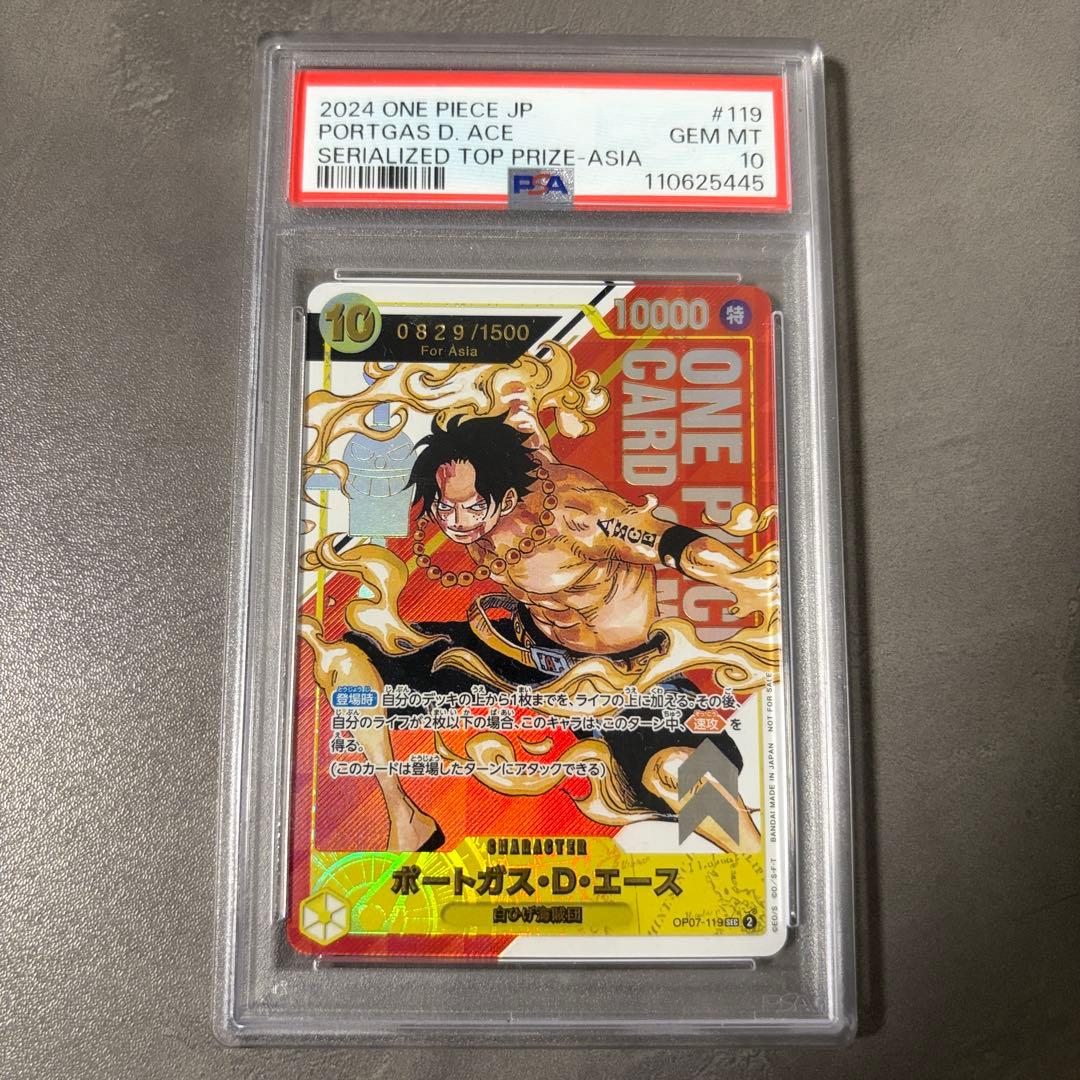 2024 ONE PIECE JP #119
PORTGAS D. ACE GEM MT
SERIALIZED TOP PRIZE-ASIA 10
PSA 110625445
10 0829/1500 10000 特
For Asia
ONE PIECE
CARD
ACE
登場時 自分のデッキの上から1枚までを、ライフの上に加える。その後、
自分のライフが2枚以下の場合、このキャラは、このターン中、速攻 を
得る。
(このカードは登場したターンにアタックできる)
CHARACTER
ポートガス・D・エース
白ひげ海賊団
OP07-119 SEC 2
©E.O/S ©O/S・F・T BANDAI MADE IN JAPAN NOT FOR SALE
PSA